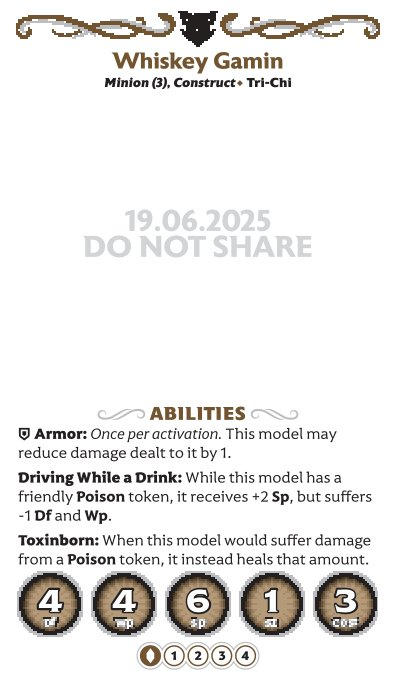 Whiskey Gamin
Minion (3), Construct • Tri-Chi
19.06.2025
DO NOT SHARE
ABILITIES
Armor: Once per activation. This model may
reduce damage dealt to it by 1.
Driving While a Drink: While this model has a
friendly Poison token, it receives +2 Sp, but suffers
-1 Df and Wp.
Toxinborn: When this model would suffer damage
from a Poison token, it instead heals that amount.
4 4 6 1 3
Df Wp Sp Sz Cost
1 2 3 4